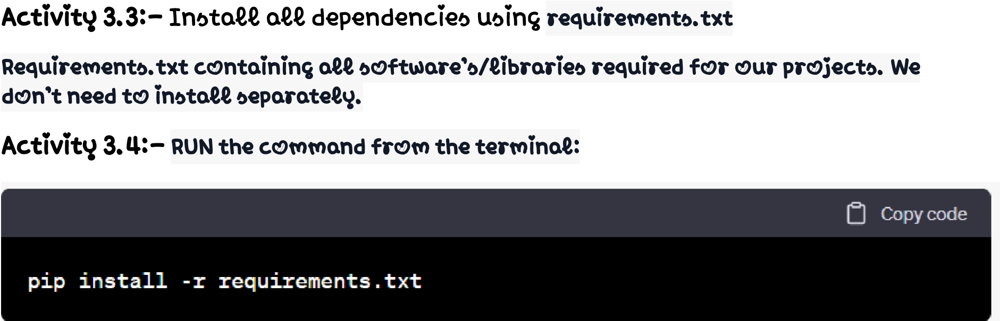 Activity 3.3:- Install all dependencies using requirements.txt
Requirements.txt containing all software's/libraries required for our projects. We
don't need to install separately.
Activity 3.4:- RUN the command from the terminal:
Copy code
pip install -r requirements.txt